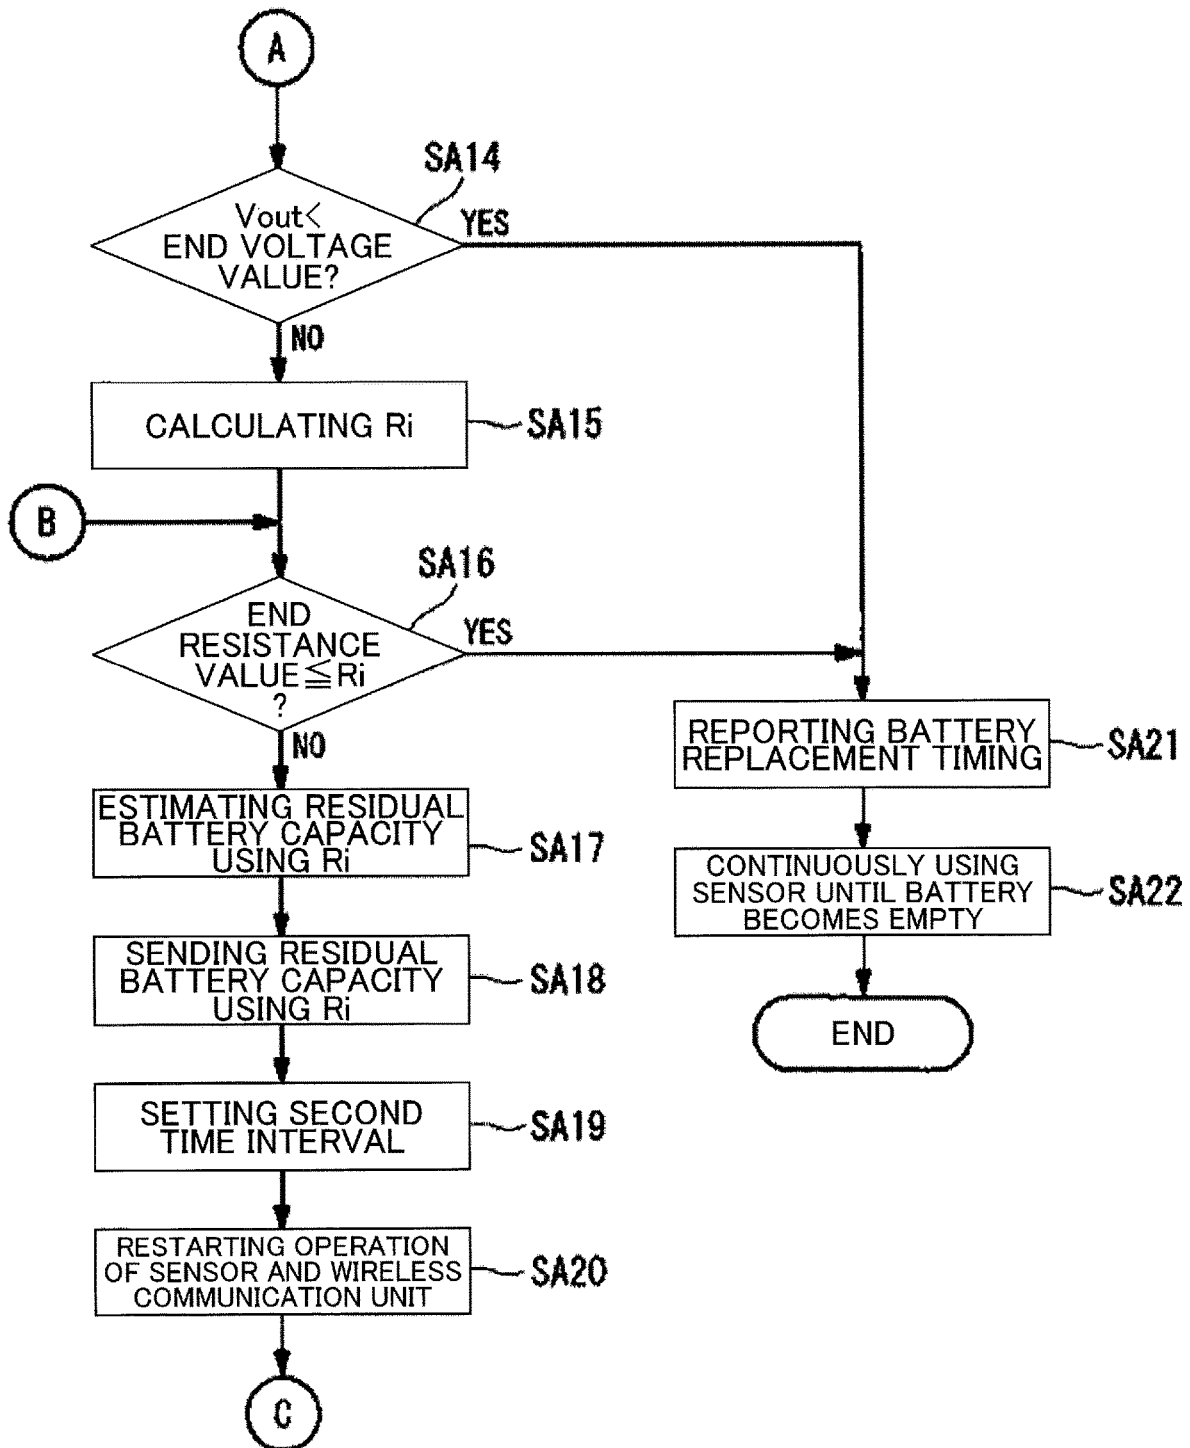 A
SA14
Vout<
END VOLTAGE
VALUE?
YES
NO
CALCULATING Ri
SA15
B
SA16
END
RESISTANCE
VALUE≦Ri
?
YES
NO
REPORTING BATTERY
REPLACEMENT TIMING
SA21
ESTIMATING RESIDUAL
BATTERY CAPACITY
USING Ri
SA17
CONTINUOUSLY USING
SENSOR UNTIL BATTERY
BECOMES EMPTY
SA22
SENDING RESIDUAL
BATTERY CAPACITY
USING Ri
SA18
END
SETTING SECOND
TIME INTERVAL
SA19
RESTARTING OPERATION
OF SENSOR AND WIRELESS
COMMUNICATION UNIT
SA20
C